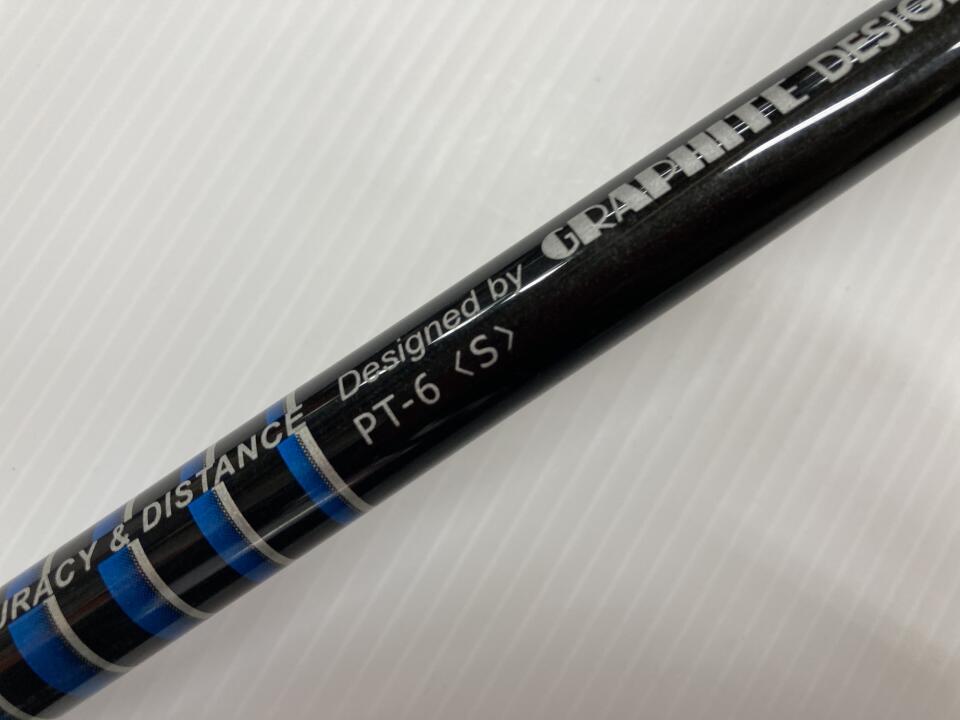 URACY & DISTANCE Designed by GRAPHITE DESIG
PT-6 〈S〉